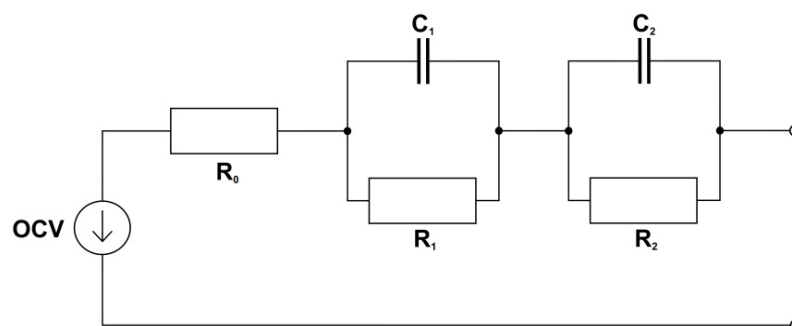 C₁
C₂
R₀
OCV
R₁
R₂